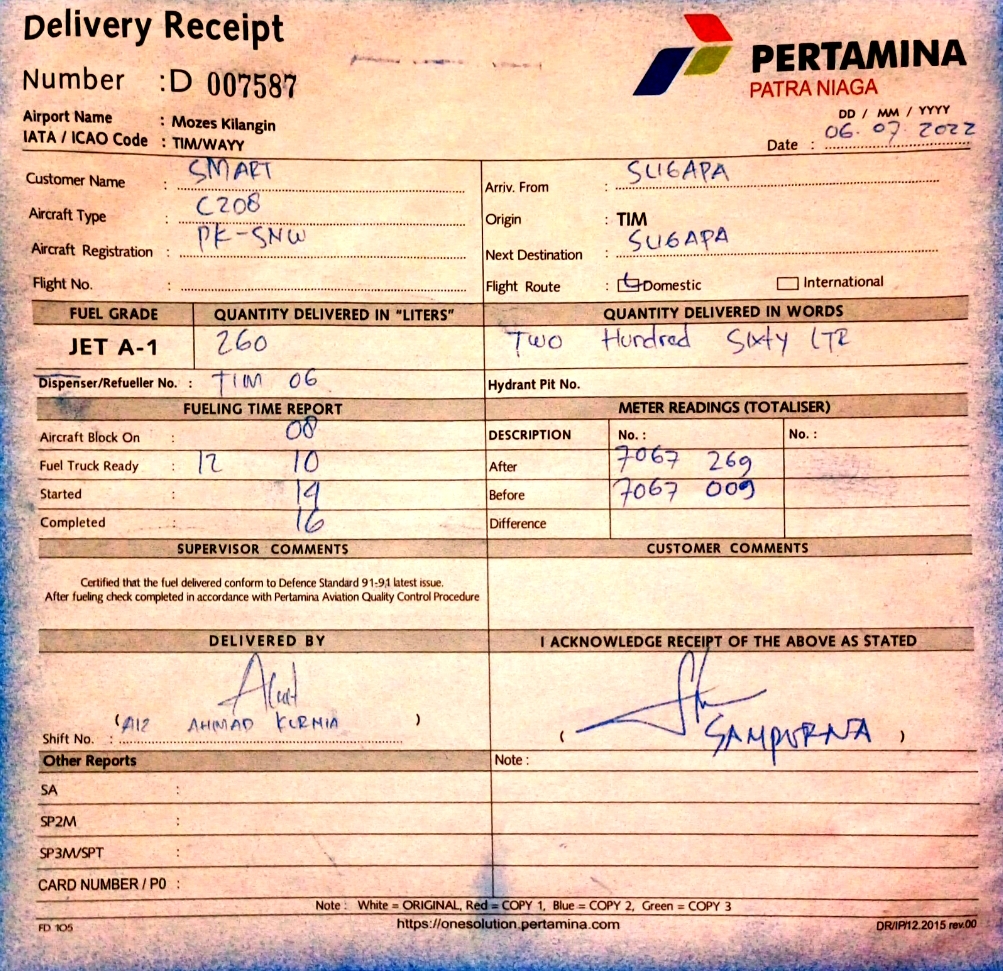 Delivery Receipt
Number : D 007587
PERTAMINA
PATRA NIAGA
Airport Name : Mozes Kilangin
IATA / ICAO Code : TIM/WAYY
DD / MM / YYYY
Date : 06. 07. 2022
Customer Name : SMART
Arriv. From : SUGAPA
Aircraft Type : C208
Origin : TIM
Aircraft Registration : PK-SNW
Next Destination : SUGAPA
Flight No. :
Flight Route : Domestic International
FUEL GRADE QUANTITY DELIVERED IN "LITERS" QUANTITY DELIVERED IN WORDS
JET A-1 260 Two Hundred Sixty LTR
Dispenser/Refueller No. : TIM 06 Hydrant Pit No.
FUELING TIME REPORT METER READINGS (TOTALISER)
Aircraft Block On : 08 DESCRIPTION No. : No. :
Fuel Truck Ready : 12 10 After 7067 269
Started : 14 Before 7067 009
Completed : 16 Difference
SUPERVISOR COMMENTS CUSTOMER COMMENTS
Certified that the fuel delivered conform to Defence Standard 91-91 latest issue.
After fueling check completed in accordance with Pertamina Aviation Quality Control Procedure
DELIVERED BY I ACKNOWLEDGE RECEIPT OF THE ABOVE AS STATED
( AHMAD KURNIA )
Shift No. :
( SAMPURNA )
Other Reports Note :
SA :
SP2M :
SP3M/SPT :
CARD NUMBER / PO :
Note : White = ORIGINAL, Red = COPY 1, Blue = COPY 2, Green = COPY 3
FD 105 https://onesolution.pertamina.com DR/IP/12.2015 rev.00